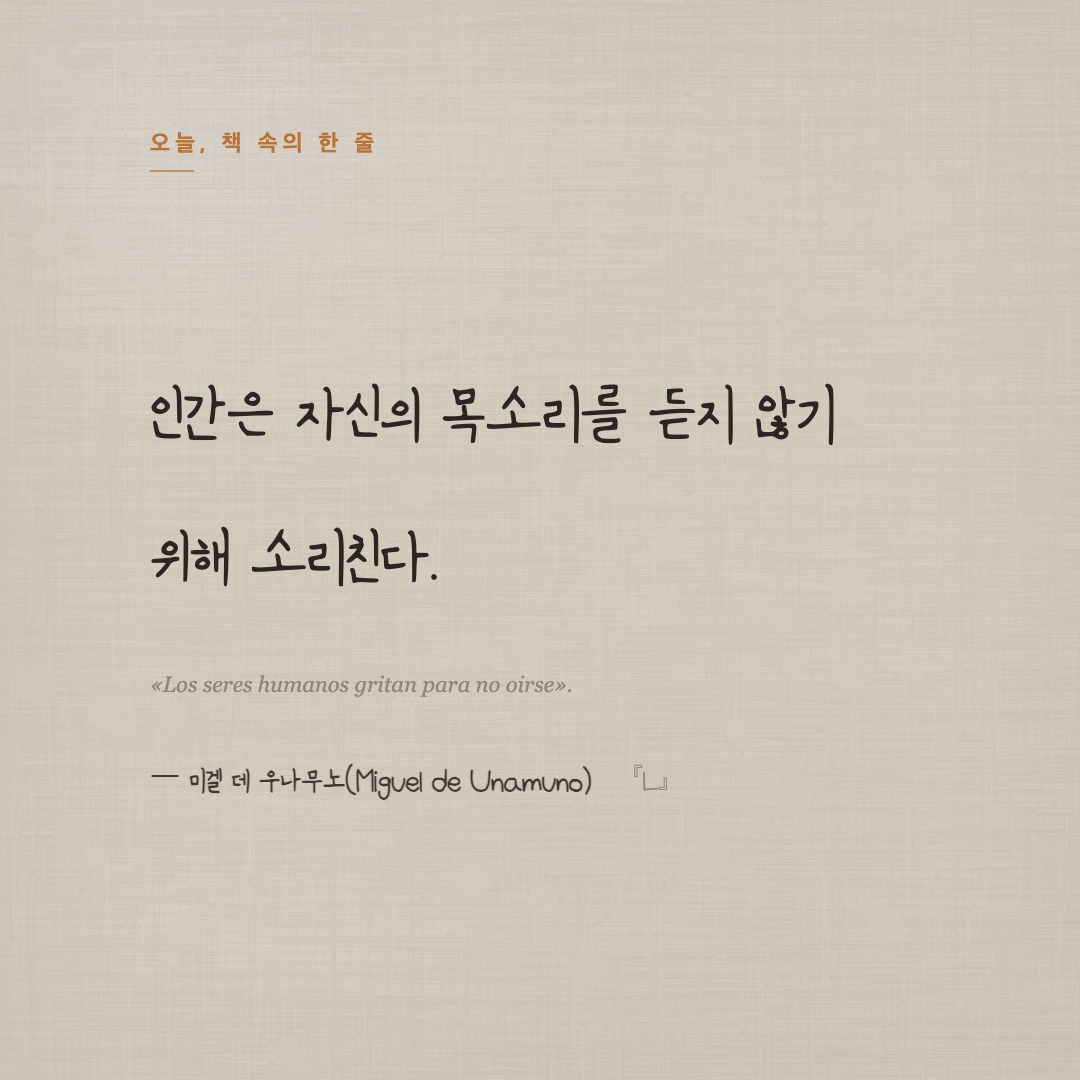 오늘, 책 속의 한 줄
인간은 자신의 목소리를 듣지 않기
위해 소리친다.
«Los seres humanos gritan para no oirse».
— 미겔 데 우나무노(Miguel de Unamuno) 『ㄴ』